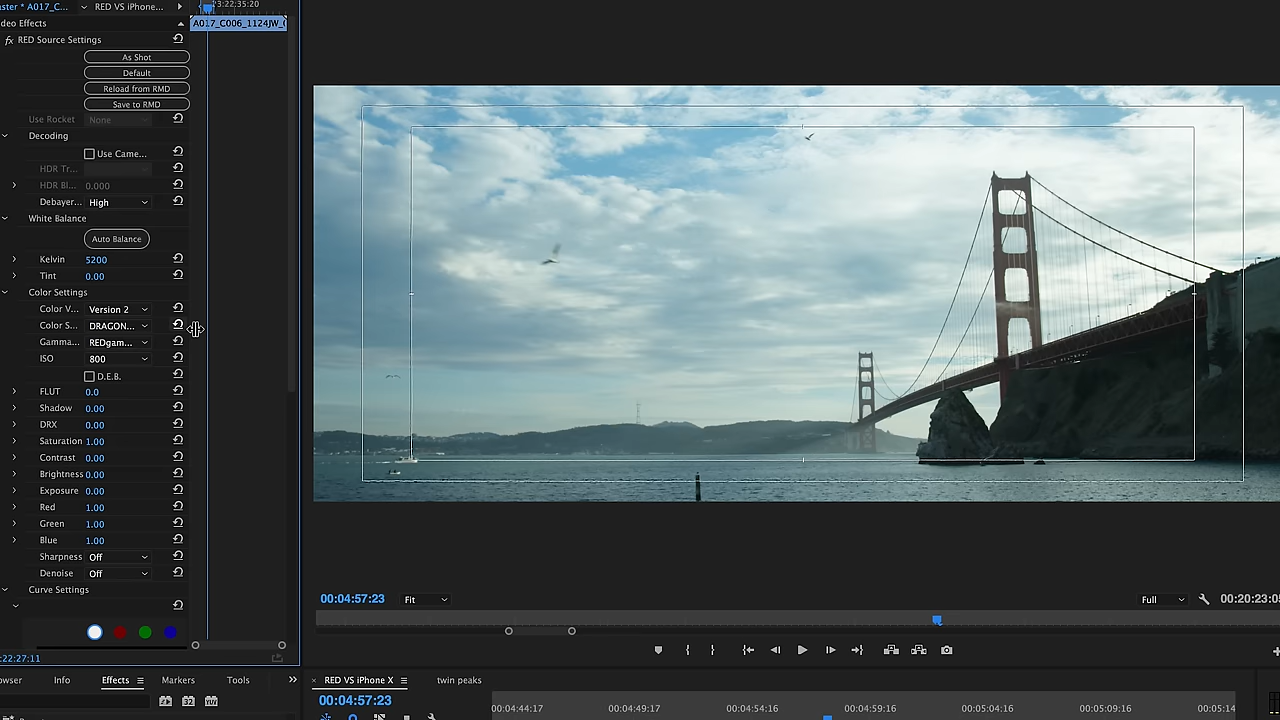 aster * A017_C... RED VS iPhone...
23:22:35:20
deo Effects
A017_C006_1124JW_0
fx RED Source Settings
As Shot
Default
Reload from RMD
Save to RMD
Use Rocket None
Decoding
Use Came...
HDR Tr...
HDR Bl... 0.000
Debayer... High
White Balance
Auto Balance
Kelvin 5200
Tint 0.00
Color Settings
Color V... Version 2
Color S... DRAGON...
Gamma... REDgam...
ISO 800
D.E.B.
FLUT 0.0
Shadow 0.00
DRX 0.00
Saturation 1.00
Contrast 0.00
Brightness 0.00
Exposure 0.00
Red 1.00
Green 1.00
Blue 1.00
Sharpness Off
Denoise Off
Curve Settings
:22:27:11
00:04:57:23 Fit Full 00:20:23:05
owser Info Effects Markers Tools
× RED VS iPhone X twin peaks
00:04:57:23
00:04:44:17 00:04:49:17 00:04:54:16 00:04:59:16 00:05:04:16 00:05:09:16 00:05:14
32